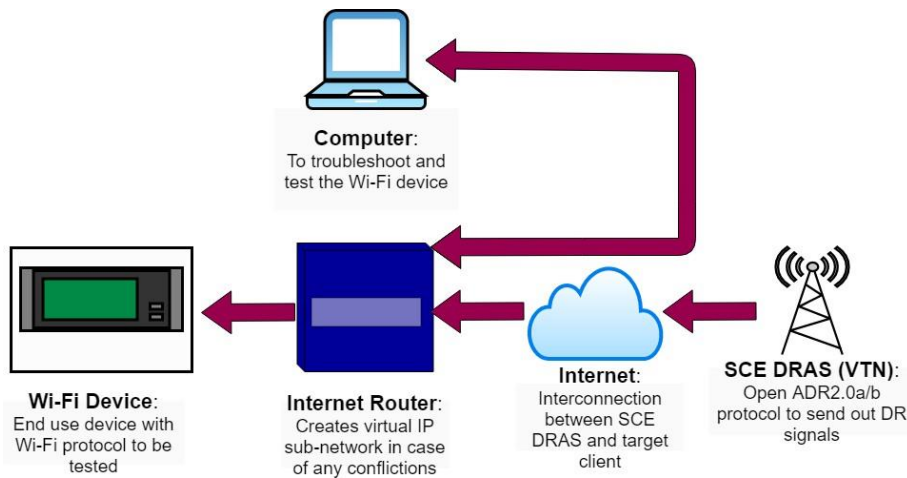 Computer:
To troubleshoot and
test the Wi-Fi device
Wi-Fi Device:
End use device with
Wi-Fi protocol to be
tested
Internet Router:
Creates virtual IP
sub-network in case
of any conflictions
Internet:
Interconnection
between SCE
DRAS and target
client
SCE DRAS (VTN):
Open ADR2.0a/b
protocol to send out DR
signals